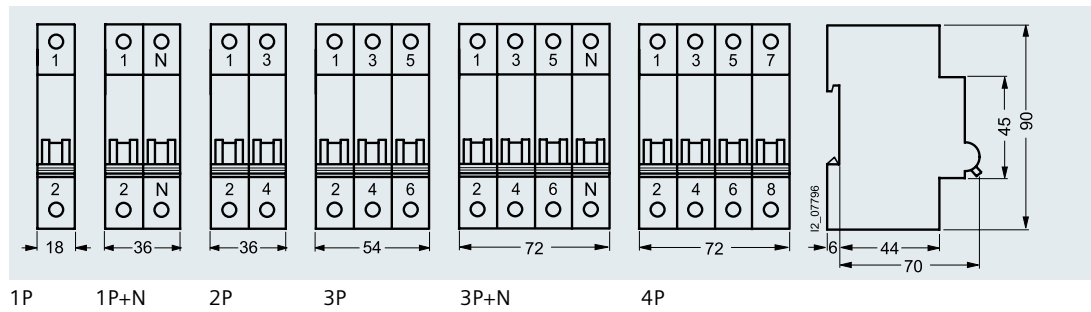 1 1 N 1 3 1 3 5 1 3 5 N 1 3 5 7
2 2 N 2 4 2 4 6 2 4 6 N 2 4 6 8
45
90
I2_07796
18 36 36 54 72 72 6 44
70
1P 1P+N 2P 3P 3P+N 4P